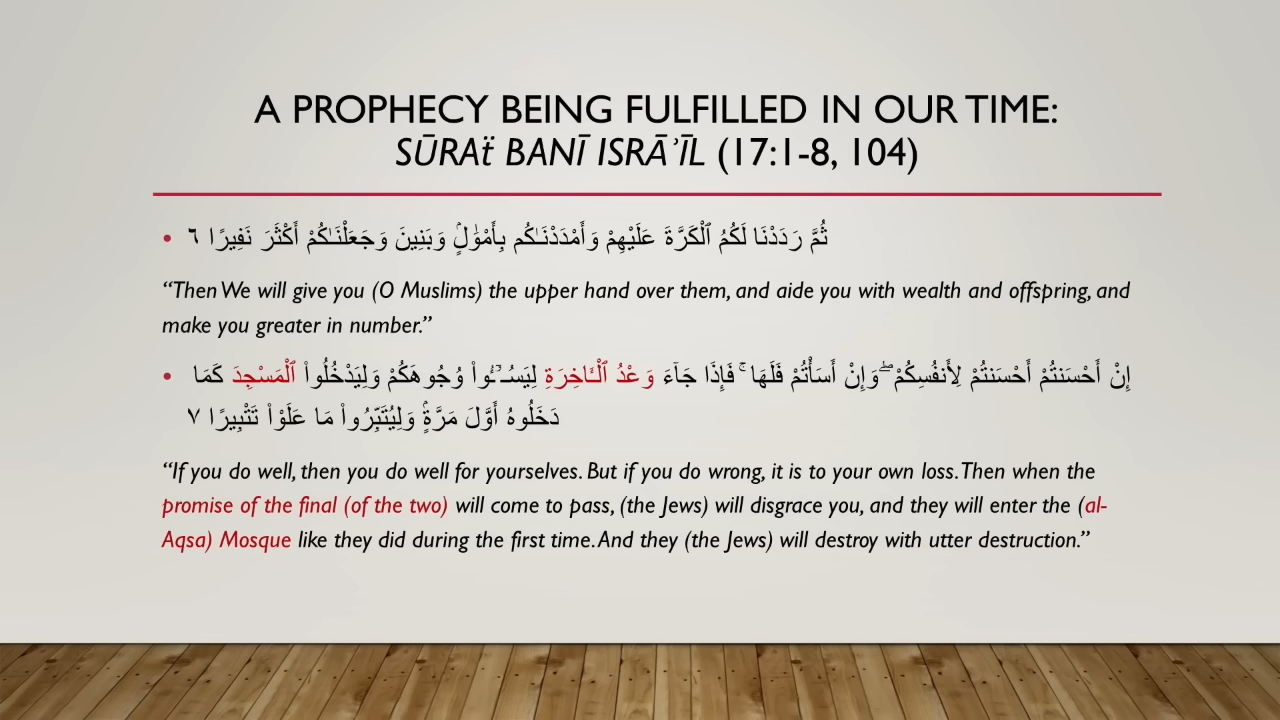 A PROPHECY BEING FULFILLED IN OUR TIME:
SŪRAẗ BANĪ ISRĀʾĪL (17:1-8, 104)
• ثُمَّ رَدَدْنَا لَكُمُ ٱلْكَرَّةَ عَلَيْهِمْ وَأَمْدَدْنَـٰكُم بِأَمْوَٰلٍۢ وَبَنِينَ وَجَعَلْنَـٰكُمْ أَكْثَرَ نَفِيرًا ٦
“Then We will give you (O Muslims) the upper hand over them, and aide you with wealth and offspring, and
make you greater in number.”
• إِنْ أَحْسَنتُمْ أَحْسَنتُمْ لِأَنفُسِكُمْ ۖ وَإِنْ أَسَأْتُمْ فَلَهَا ۚ فَإِذَا جَآءَ وَعْدُ ٱلْـَٔاخِرَةِ لِيَسُـۥٓـُٔوا۟ وُجُوهَكُمْ وَلِيَدْخُلُوا۟ ٱلْمَسْجِدَ كَمَا
دَخَلُوهُ أَوَّلَ مَرَّةٍۢ وَلِيُتَبِّرُوا۟ مَا عَلَوْا۟ تَتْبِيرًا ٧
“If you do well, then you do well for yourselves. But if you do wrong, it is to your own loss. Then when the
promise of the final (of the two) will come to pass, (the Jews) will disgrace you, and they will enter the (al-
Aqsa) Mosque like they did during the first time. And they (the Jews) will destroy with utter destruction.”